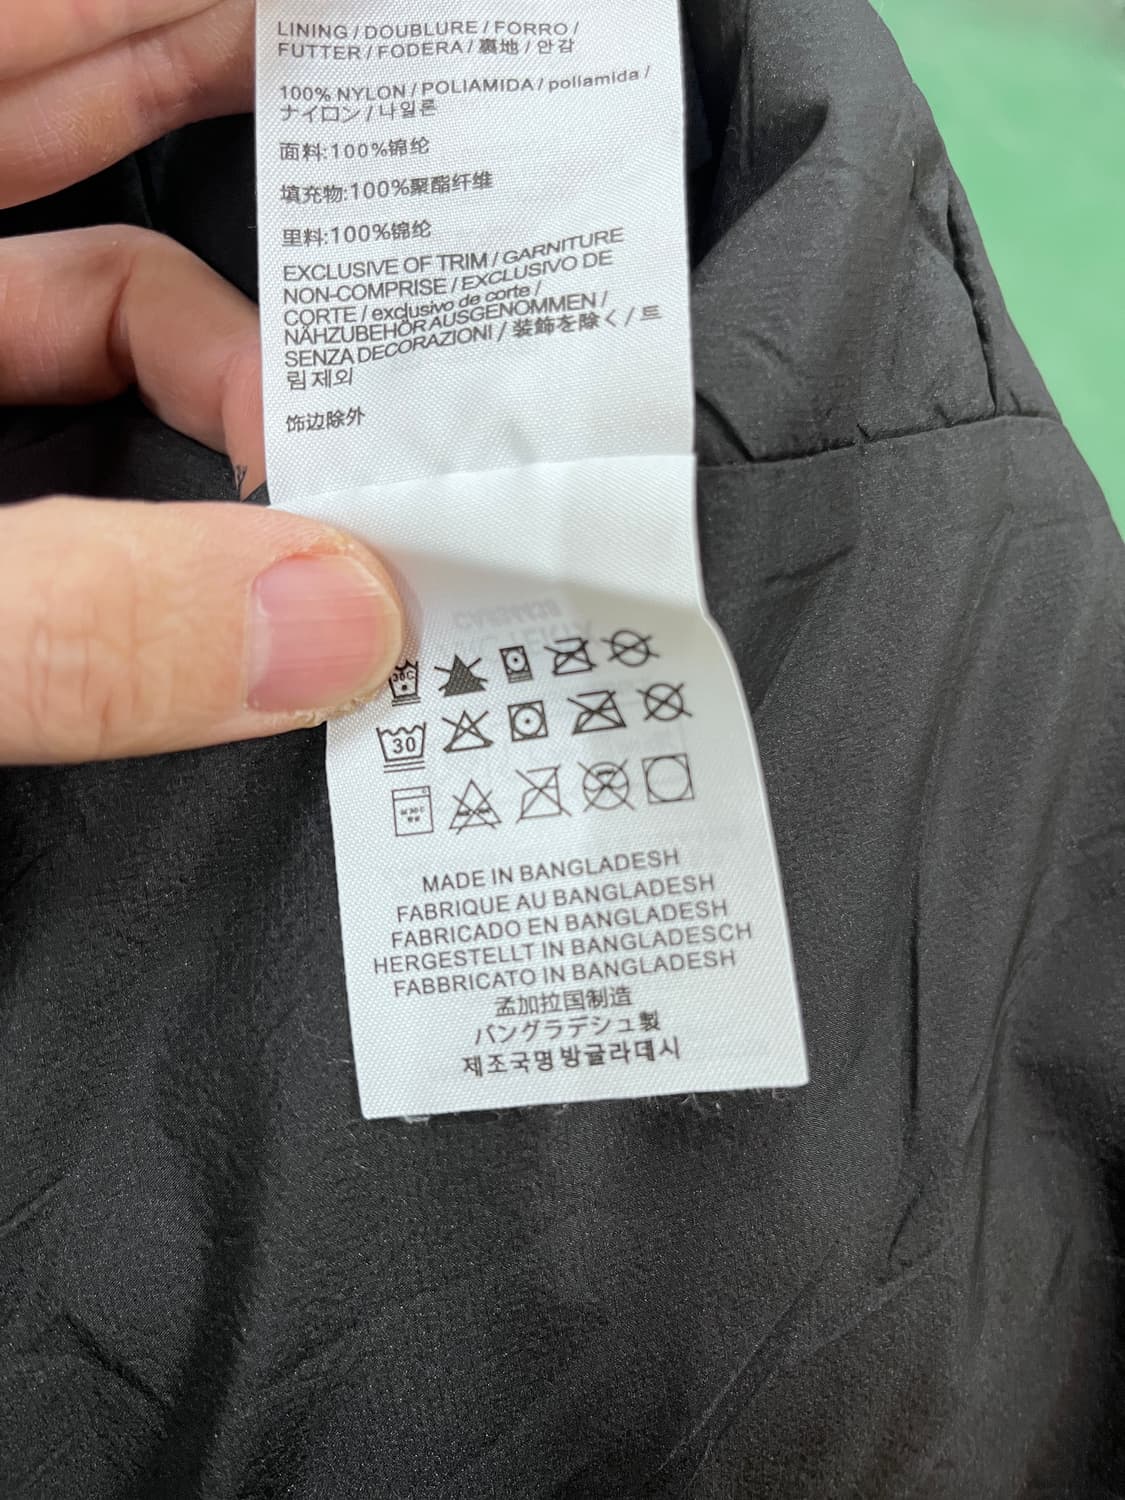 LINING / DOUBLURE / FORRO /
FUTTER / FODERA / 裏地 / 안감
100% NYLON / POLIAMIDA / poliamida /
ナイロン / 나일론
面料:100%锦纶
填充物:100%聚酯纤维
里料:100%锦纶
EXCLUSIVE OF TRIM / GARNITURE
NON-COMPRISE / EXCLUSIVO DE
CORTE / exclusivo de corte /
NÄHZUBEHÖR AUSGENOMMEN /
SENZA DECORAZIONI / 装飾を除く / 트
림 제외
饰边除外
30C
30
MADE IN BANGLADESH
FABRIQUE AU BANGLADESH
FABRICADO EN BANGLADESH
HERGESTELLT IN BANGLADESCH
FABBRICATO IN BANGLADESH
孟加拉国制造
バングラデシュ製
제조국명방글라데시